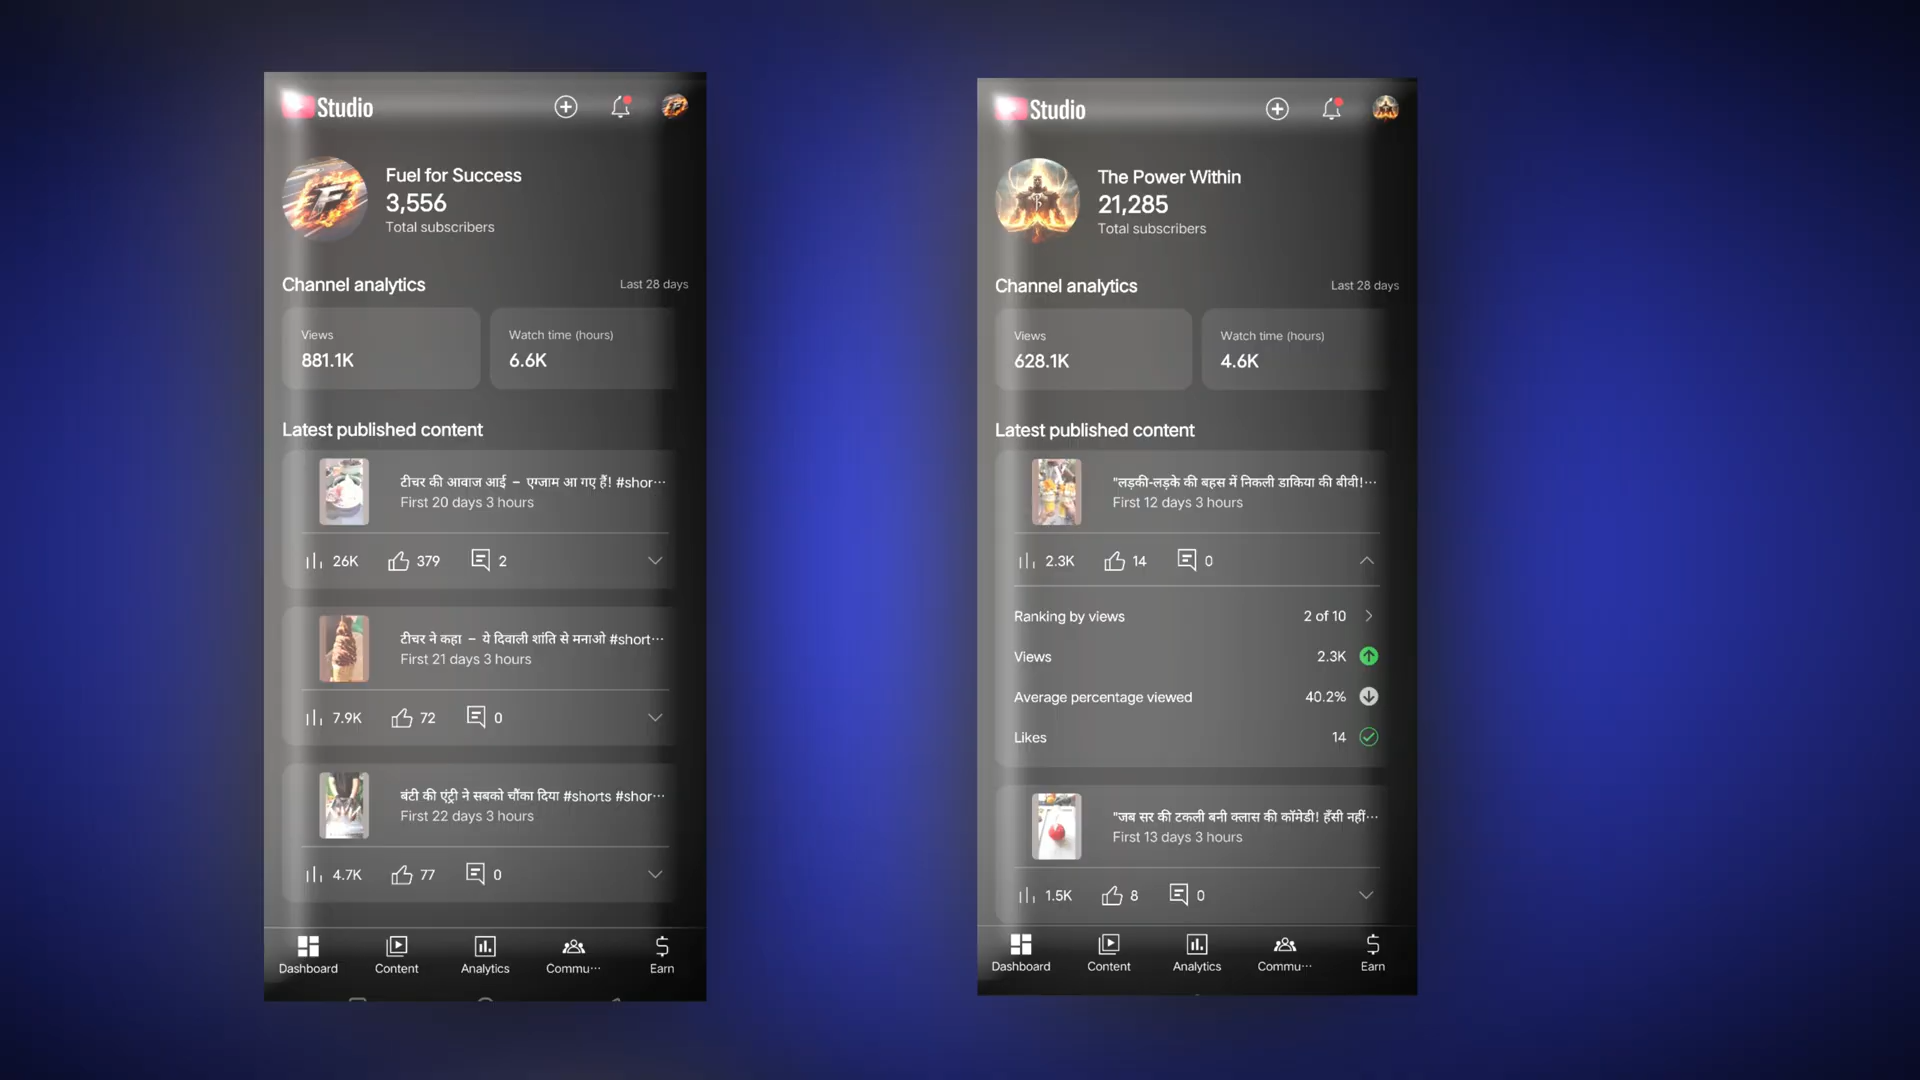 Studio
Fuel for Success
3,556
Total subscribers
Channel analytics
Last 28 days
Views
881.1K
Watch time (hours)
6.6K
Latest published content
टीचर की आवाज आई – एग्जाम आ गए हैं! #shor···
First 20 days 3 hours
26K
379
2
टीचर ने कहा – ये दिवाली शांति से मनाओ #short···
First 21 days 3 hours
7.9K
72
0
बंटी की एंट्री ने सबको चौंका दिया #shorts #shor···
First 22 days 3 hours
4.7K
77
0
Dashboard
Content
Analytics
Commu···
Earn
Studio
The Power Within
21,285
Total subscribers
Channel analytics
Last 28 days
Views
628.1K
Watch time (hours)
4.6K
Latest published content
"लड़की-लड़के की बहस में निकली डाकिया की बीवी!···
First 12 days 3 hours
2.3K
14
0
Ranking by views
2 of 10
Views
2.3K
Average percentage viewed
40.2%
Likes
14
"जब सर की टकली बनी क्लास की कॉमेडी! हँसी नहीं···
First 13 days 3 hours
1.5K
8
0
Dashboard
Content
Analytics
Commu···
Earn